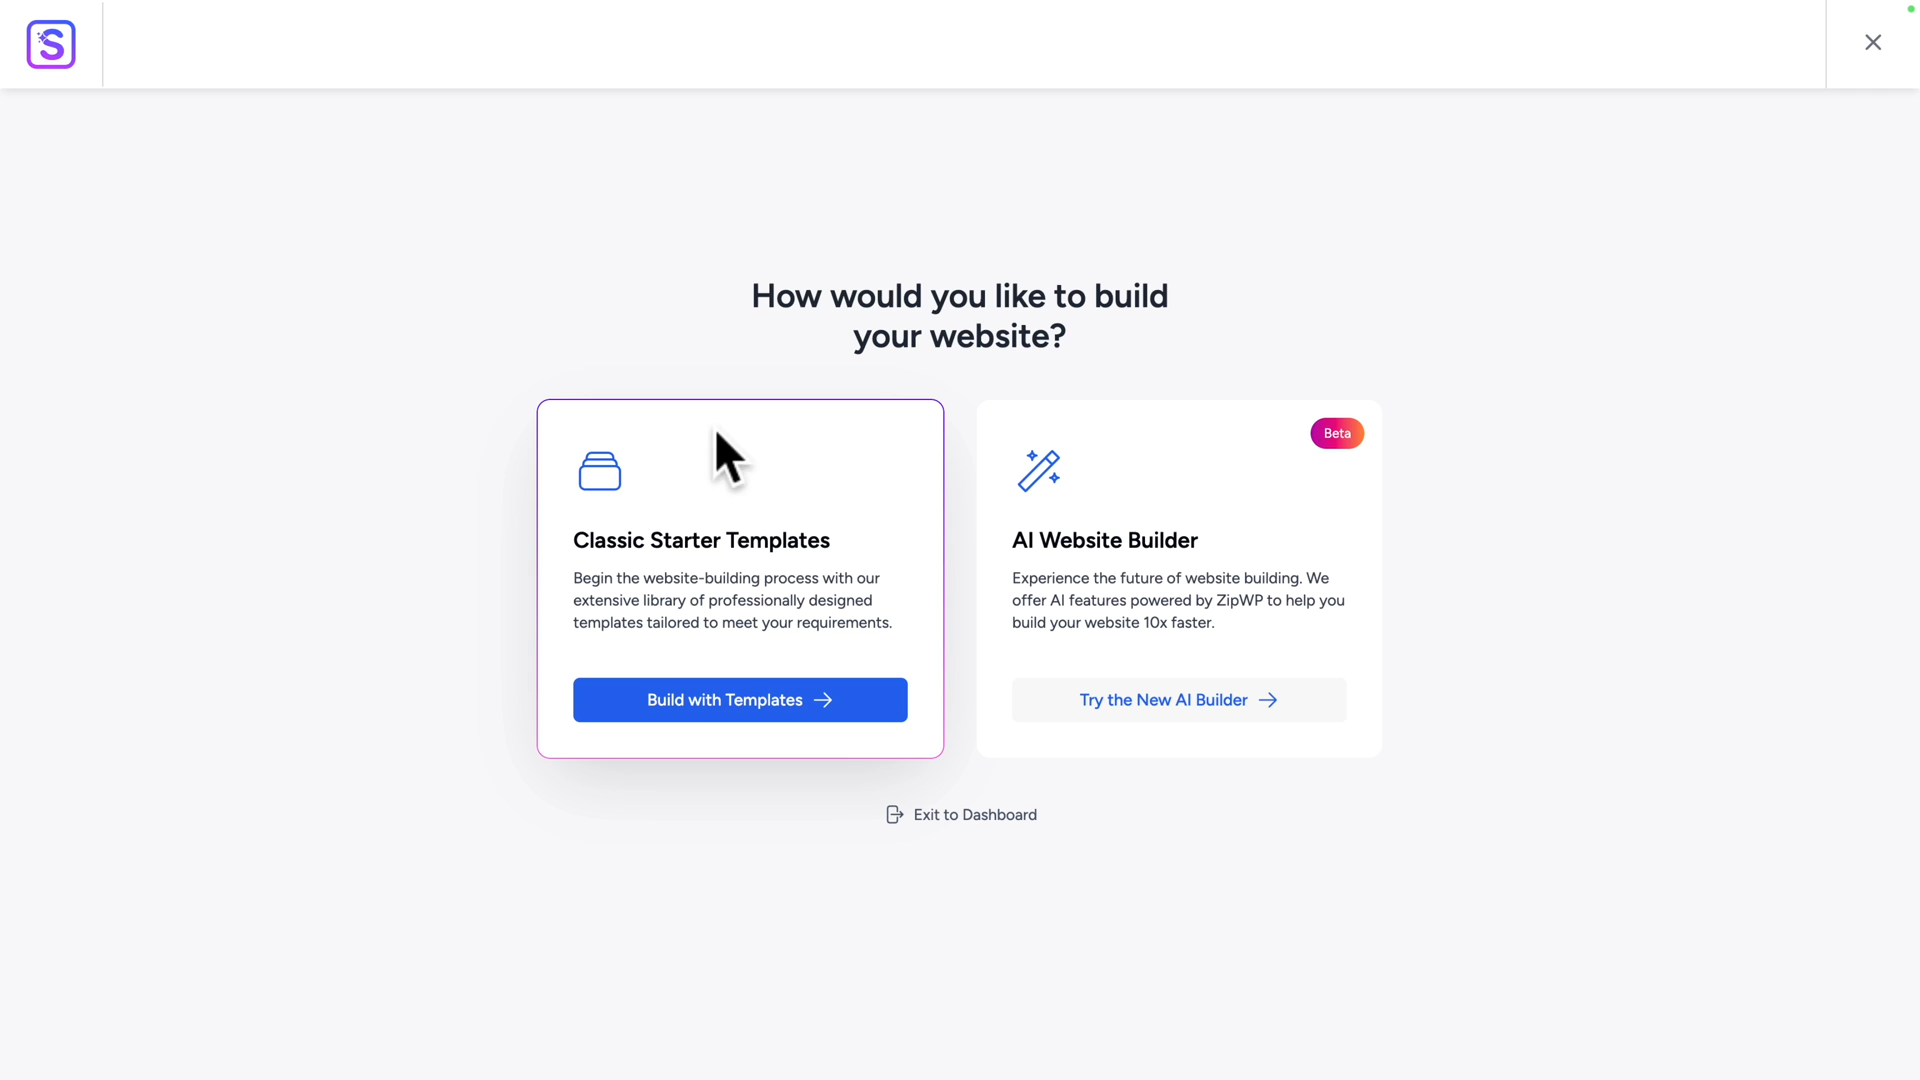 S
How would you like to build
your website?
Beta
Classic Starter Templates
Begin the website-building process with our
extensive library of professionally designed
templates tailored to meet your requirements.
Build with Templates
AI Website Builder
Experience the future of website building. We
offer AI features powered by ZipWP to help you
build your website 10x faster.
Try the New AI Builder
Exit to Dashboard